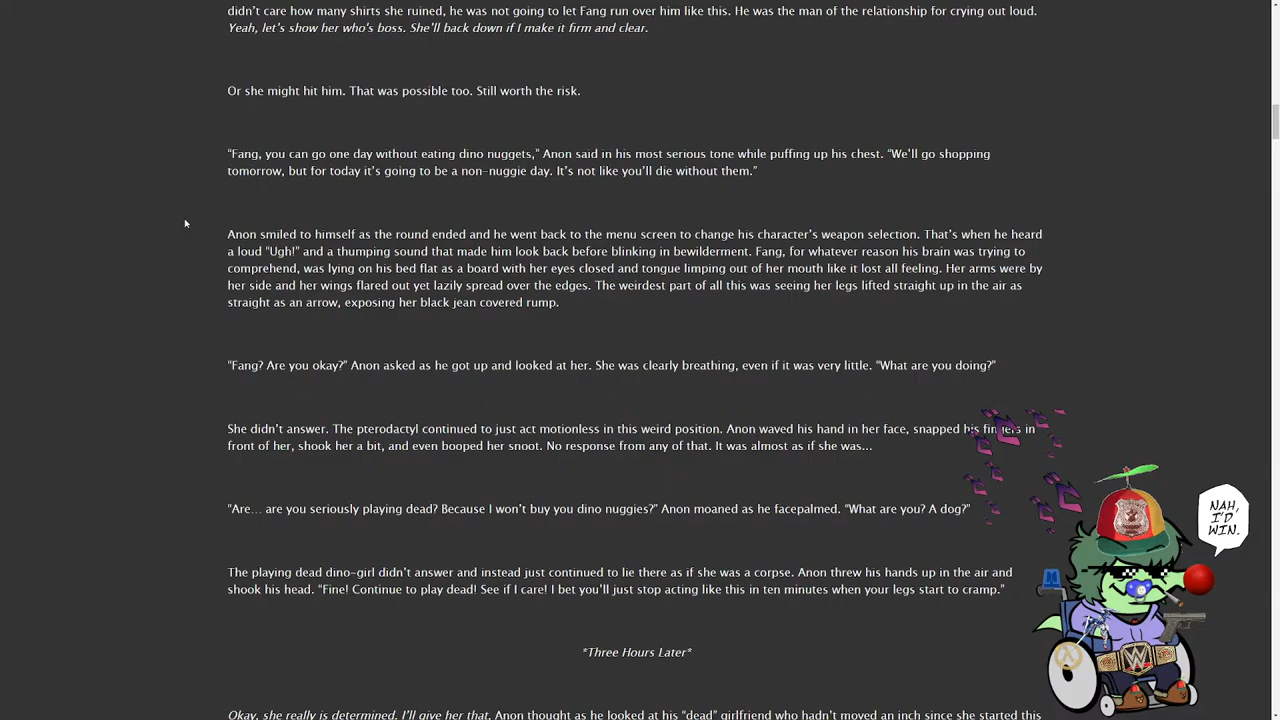 didn’t care how many shirts she ruined, he was not going to let Fang run over him like this. He was the man of the relationship for crying out loud.
Yeah, let’s show her who’s boss. She’ll back down if I make it firm and clear.
Or she might hit him. That was possible too. Still worth the risk.
“Fang, you can go one day without eating dino nuggets,” Anon said in his most serious tone while puffing up his chest. “We’ll go shopping
tomorrow, but for today it’s going to be a non-nuggie day. It’s not like you’ll die without them.”
Anon smiled to himself as the round ended and he went back to the menu screen to change his character’s weapon selection. That’s when he heard
a loud “Ugh!” and a thumping sound that made him look back before blinking in bewilderment. Fang, for whatever reason his brain was trying to
comprehend, was lying on his bed flat as a board with her eyes closed and tongue limping out of her mouth like it lost all feeling. Her arms were by
her side and her wings flared out yet lazily spread over the edges. The weirdest part of all this was seeing her legs lifted straight up in the air as
straight as an arrow, exposing her black jean covered rump.
“Fang? Are you okay?” Anon asked as he got up and looked at her. She was clearly breathing, even if it was very little. “What are you doing?”
She didn’t answer. The pterodactyl continued to just act motionless in this weird position. Anon waved his hand in her face, snapped his fingers in
front of her, shook her a bit, and even booped her snoot. No response from any of that. It was almost as if she was…
“Are… are you seriously playing dead? Because I won’t buy you dino nuggies?” Anon moaned as he facepalmed. “What are you? A dog?”
NAH,
I'D
WIN.
The playing dead dino-girl didn’t answer and instead just continued to lie there as if she was a corpse. Anon threw his hands up in the air and
shook his head. “Fine! Continue to play dead! See if I care! I bet you’ll just stop acting like this in ten minutes when your legs start to cramp.”
*Three Hours Later*
W
Okay, she really is determined. I’ll give her that. Anon thought as he looked at his “dead” girlfriend who hadn’t moved an inch since she started this